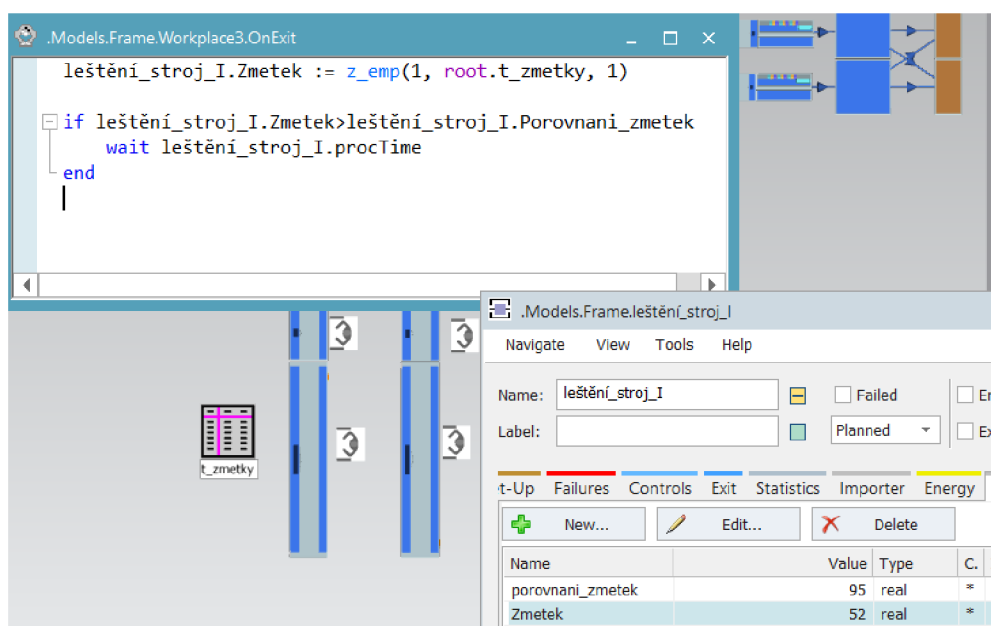 .Models.Frame.Workplace3.OnExit
leštění_stroj_I.Zmetek := z_emp(1, root.t_zmetky, 1)
if leštění_stroj_I.Zmetek>leštění_stroj_I.Porovnani_zmetek
wait leštění_stroj_I.procTime
end
t_zmetky
.Models.Frame.leštění_stroj_I
Navigate View Tools Help
Name: leštění_stroj_I Failed
Label: Planned
t-Up Failures Controls Exit Statistics Importer Energy
New... Edit... Delete
Name Value Type C.
porovnani_zmetek 95 real *
Zmetek 52 real *